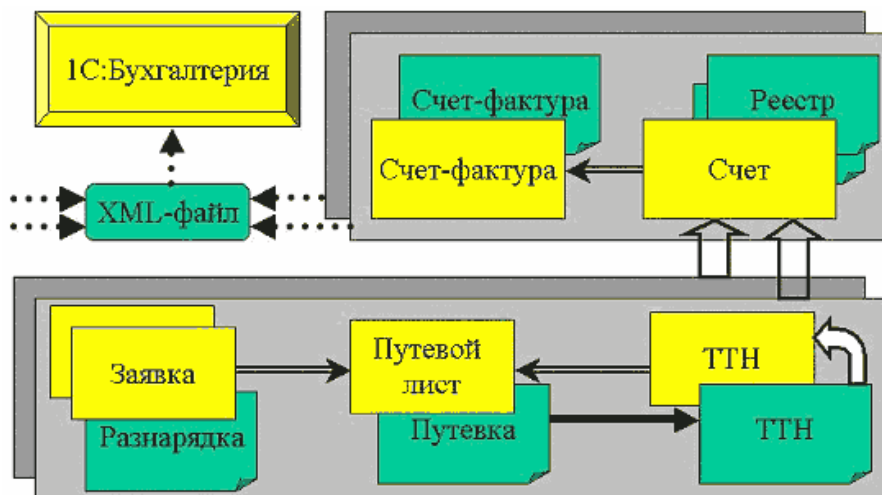 1С:Бухгалтерия
Счет-фактура
Реестр
Счет-фактура
Счет
XML-файл
Заявка
Путевой
лист
ТТН
Разнарядка
Путевка
ТТН